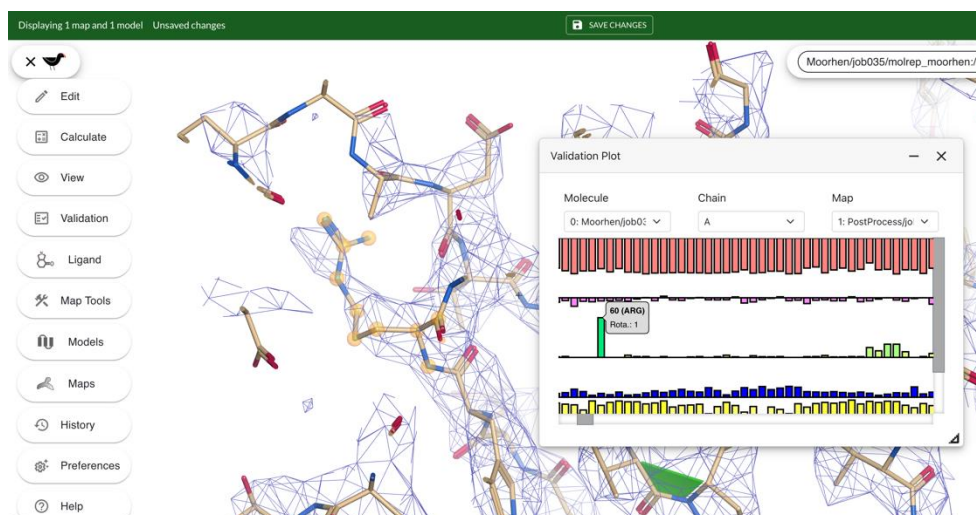 Displaying 1 map and 1 model Unsaved changes
SAVE CHANGES
Moorhen/job035/molrep_moorhen:/
Edit
Calculate
View
Validation
Ligand
Map Tools
Models
Maps
History
Preferences
Help
Validation Plot
Molecule Chain Map
0: Moorhen/job03 A 1: PostProcess/jo
60 (ARG)
Rota.: 1